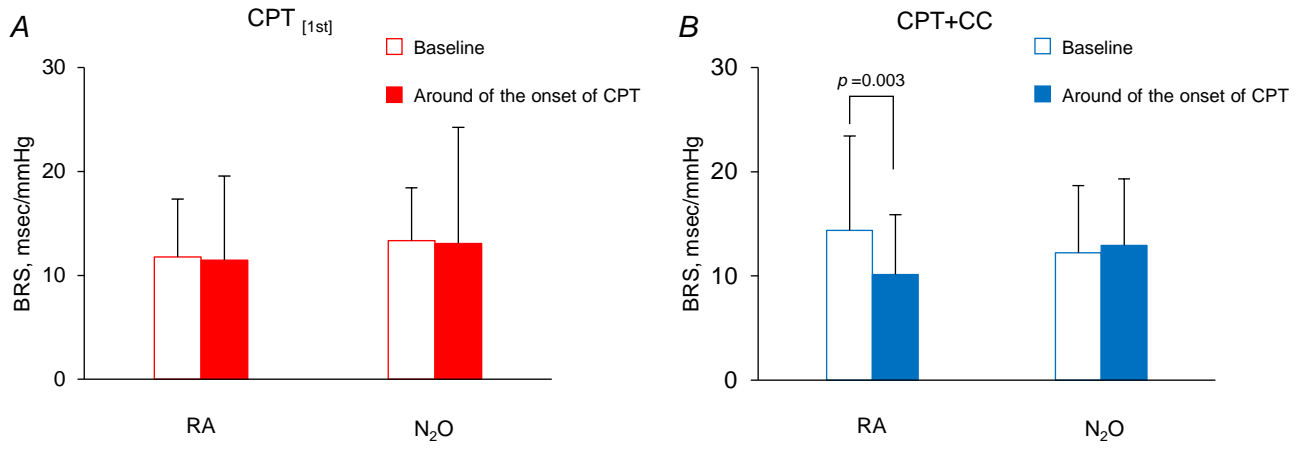 A
CPT [1st]
Baseline
Around of the onset of CPT
BRS, msec/mmHg
30
20
10
0
RA
N₂O
B
CPT+CC
Baseline
Around of the onset of CPT
p=0.003
BRS, msec/mmHg
30
20
10
0
RA
N₂O